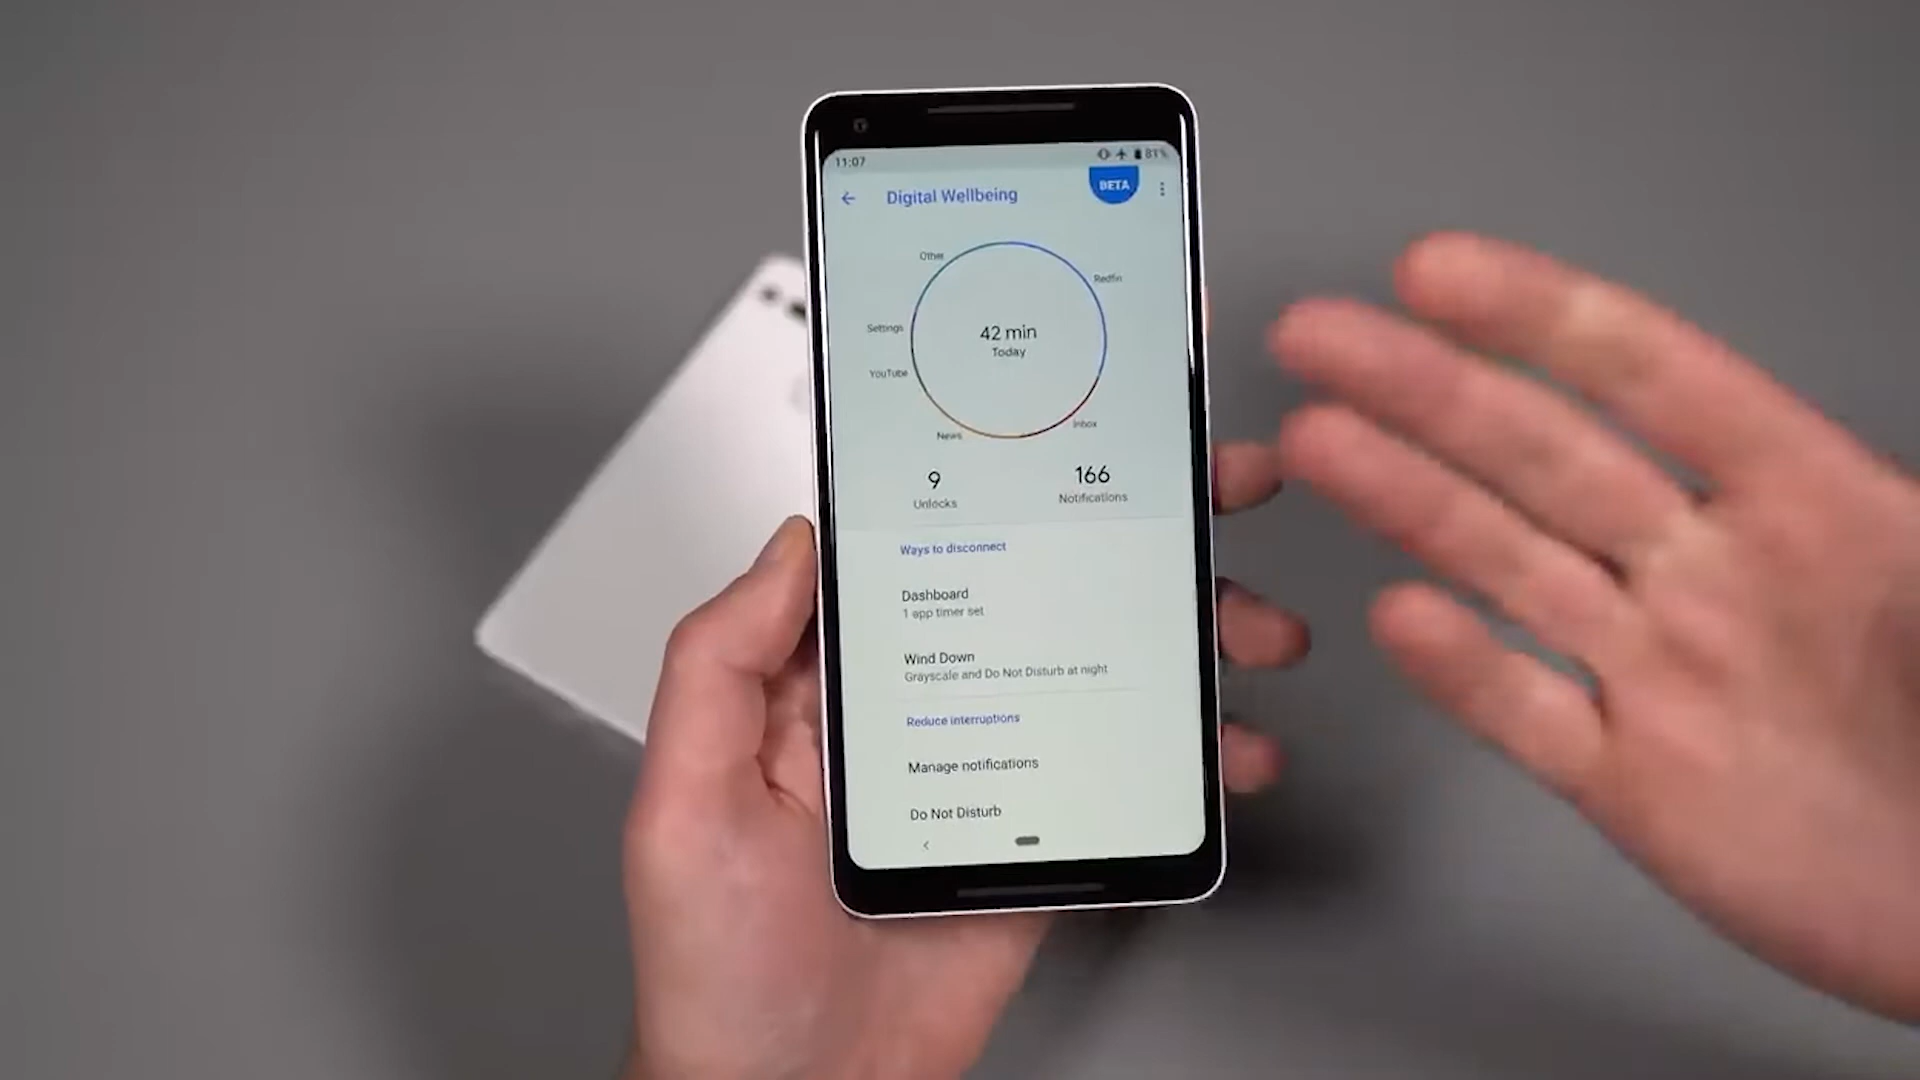 11:07
81%
Digital Wellbeing
BETA
Other
Redfin
Settings
42 min
Today
YouTube
News
Inbox
9
166
Unlocks
Notifications
Ways to disconnect
Dashboard
1 app timer set
Wind Down
Grayscale and Do Not Disturb at night
Reduce interruptions
Manage notifications
Do Not Disturb